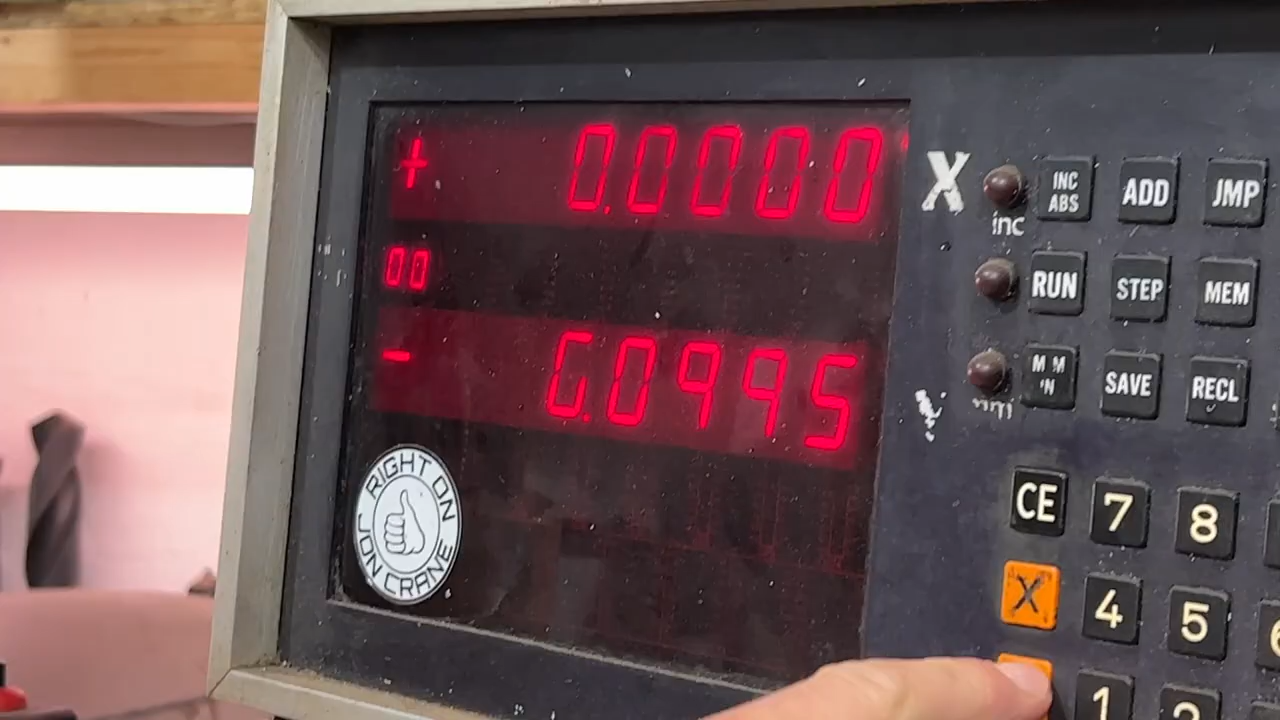 + 0.0000
00
- 6.0995
RIGHT ON
JON CRANE
X
inc
INC
ABS
ADD
JMP
RUN
STEP
MEM
M M
SAVE
RECL
CE
7
8
X
4
5
1